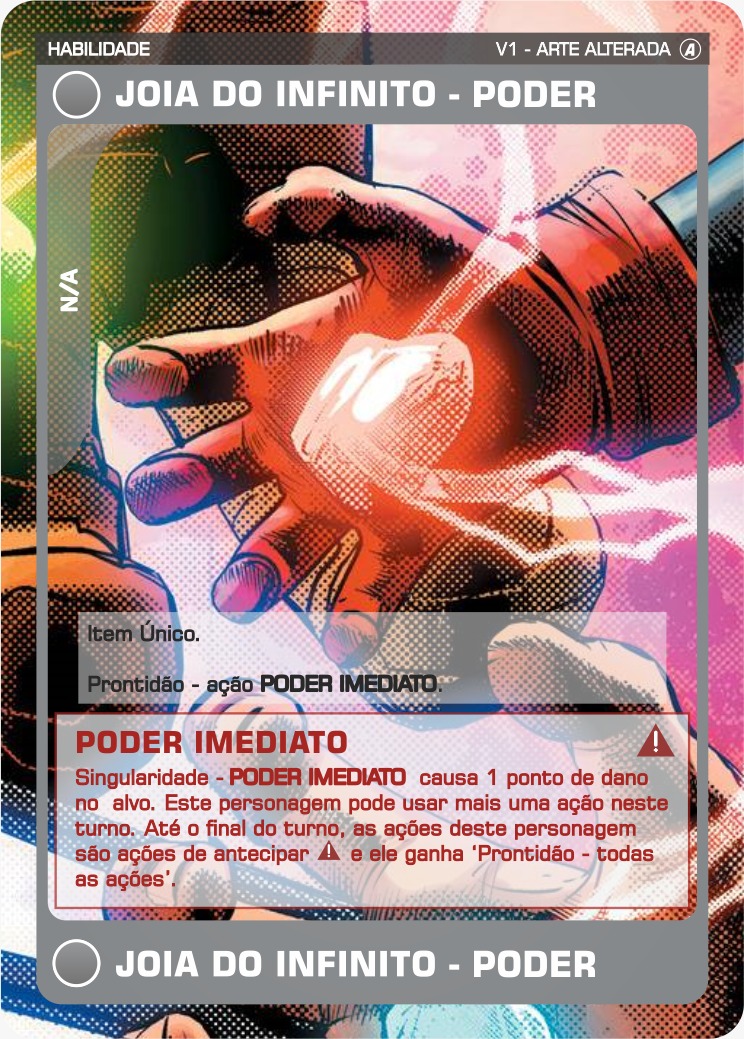 HABILIDADE
V1 - ARTE ALTERADA A
JOIA DO INFINITO - PODER
N/A
Item Único.
Prontidão - ação PODER IMEDIATO.
PODER IMEDIATO
Singularidade - PODER IMEDIATO causa 1 ponto de dano
no alvo. Este personagem pode usar mais uma ação neste
turno. Até o final do turno, as ações deste personagem
são ações de antecipar ⚠ e ele ganha ‘Prontidão - todas
as ações’.
JOIA DO INFINITO - PODER